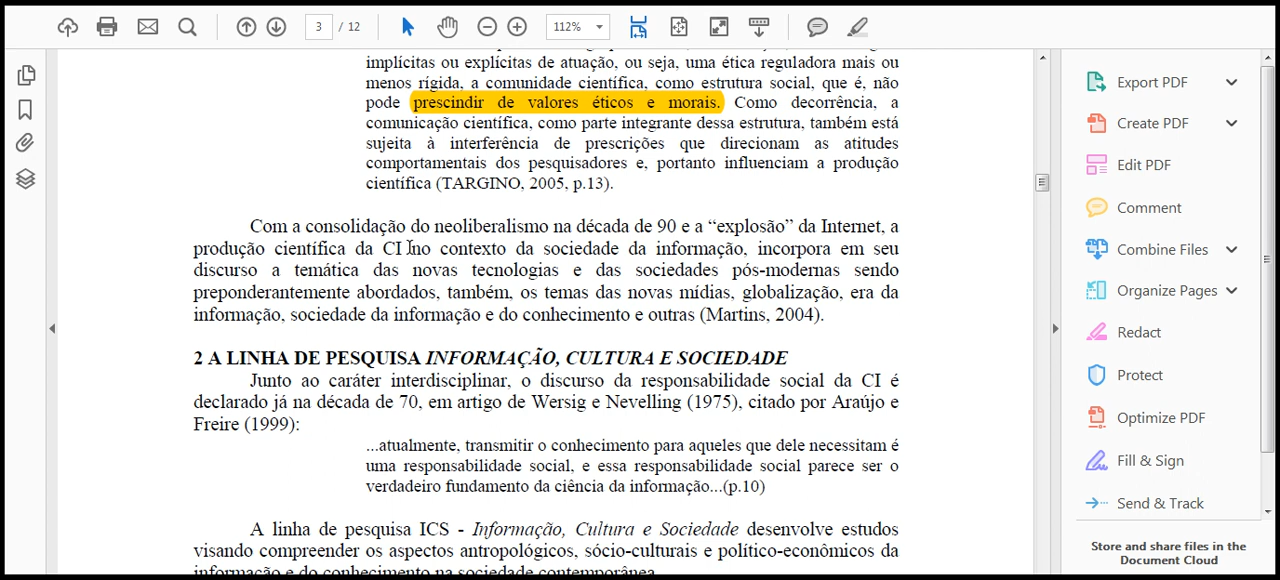 3 / 12
112%
implícitas ou explícitas de atuação, ou seja, uma ética reguladora mais ou
menos rígida, a comunidade científica, como estrutura social, que é, não
pode prescindir de valores éticos e morais. Como decorrência, a
comunicação científica, como parte integrante dessa estrutura, também está
sujeita à interferência de prescrições que direcionam as atitudes
comportamentais dos pesquisadores e, portanto influenciam a produção
científica (TARGINO, 2005, p.13).
Com a consolidação do neoliberalismo na década de 90 e a “explosão” da Internet, a
produção científica da CI no contexto da sociedade da informação, incorpora em seu
discurso a temática das novas tecnologias e das sociedades pós-modernas sendo
preponderantemente abordados, também, os temas das novas mídias, globalização, era da
informação, sociedade da informação e do conhecimento e outras (Martins, 2004).
2 A LINHA DE PESQUISA INFORMAÇÃO, CULTURA E SOCIEDADE
Junto ao caráter interdisciplinar, o discurso da responsabilidade social da CI é
declarado já na década de 70, em artigo de Wersig e Nevelling (1975), citado por Araújo e
Freire (1999):
...atualmente, transmitir o conhecimento para aqueles que dele necessitam é
uma responsabilidade social, e essa responsabilidade social parece ser o
verdadeiro fundamento da ciência da informação...(p.10)
A linha de pesquisa ICS - Informação, Cultura e Sociedade desenvolve estudos
visando compreender os aspectos antropológicos, sócio-culturais e político-econômicos da
informação e do conhecimento na sociedade contemporânea
Export PDF
Create PDF
Edit PDF
Comment
Combine Files
Organize Pages
Redact
Protect
Optimize PDF
Fill & Sign
Send & Track
Store and share files in the
Document Cloud